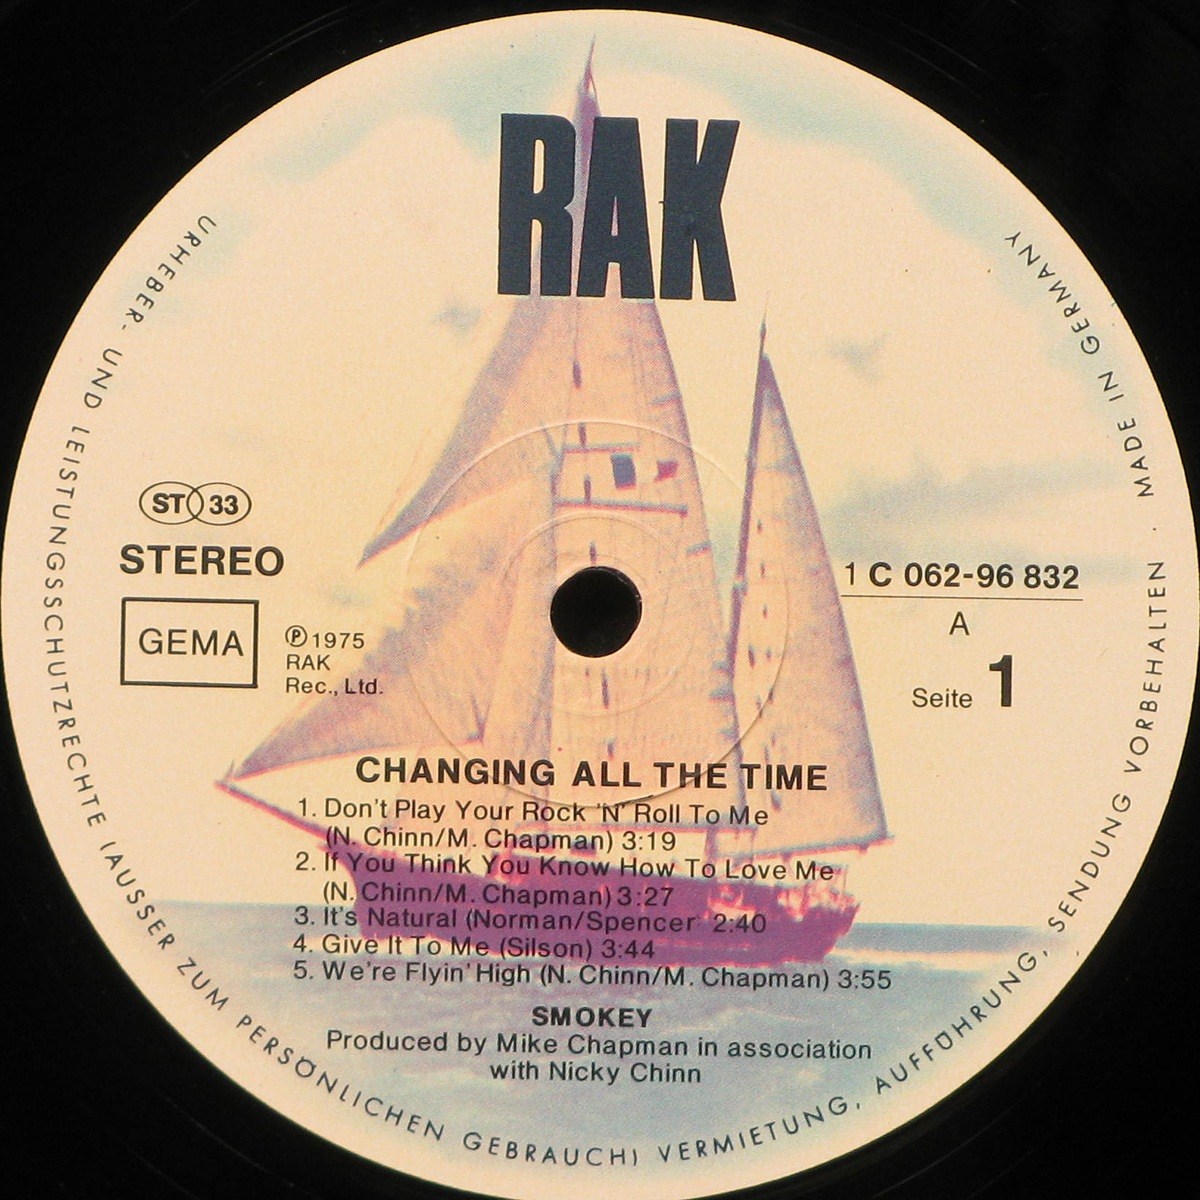 RAK
ST 33
STEREO
GEMA
℗ 1975
RAK
Rec., Ltd.
1 C 062-96 832
A
Seite 1
CHANGING ALL THE TIME
1. Don't Play Your Rock 'N' Roll To Me
(N. Chinn/M. Chapman) 3:19
2. If You Think You Know How To Love Me
(N. Chinn/M. Chapman) 3:27
3. It's Natural (Norman/Spencer 2:40
4. Give It To Me (Silson) 3:44
5. We're Flyin' High (N. Chinn/M. Chapman) 3:55
SMOKEY
Produced by Mike Chapman in association
with Nicky Chinn
URHEBER- UND LEISTUNGSSCHUTZRECHTE (AUSSER ZUM PERSÖNLICHEN GEBRAUCH) VERMIETUNG, AUFFÜHRUNG, SENDUNG VORBEHALTEN · MADE IN GERMANY